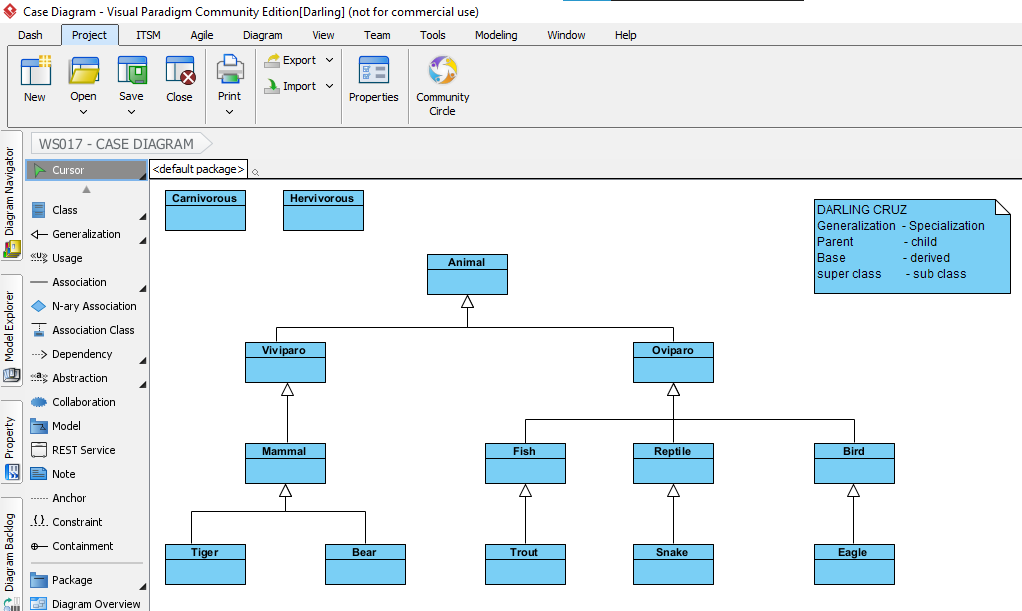 Case Diagram - Visual Paradigm Community Edition[Darling] (not for commercial use)
Dash Project ITSM Agile Diagram View Team Tools Modeling Window Help
New Open Save Close Print Export Import Properties Community Circle
WS017 - CASE DIAGRAM
Diagram Navigator
Model Explorer
Property
Diagram Backlog
Cursor
Class
Generalization
«U» Usage
Association
N-ary Association
Association Class
Dependency
«a» Abstraction
Collaboration
Model
REST Service
Note
Anchor
{} Constraint
Containment
Package
Diagram Overview
<default package>
Carnivorous Hervivorous
DARLING CRUZ
Generalization - Specialization
Parent - child
Base - derived
super class - sub class
Animal
Viviparo Oviparo
Mammal Fish Reptile Bird
Tiger Bear Trout Snake Eagle